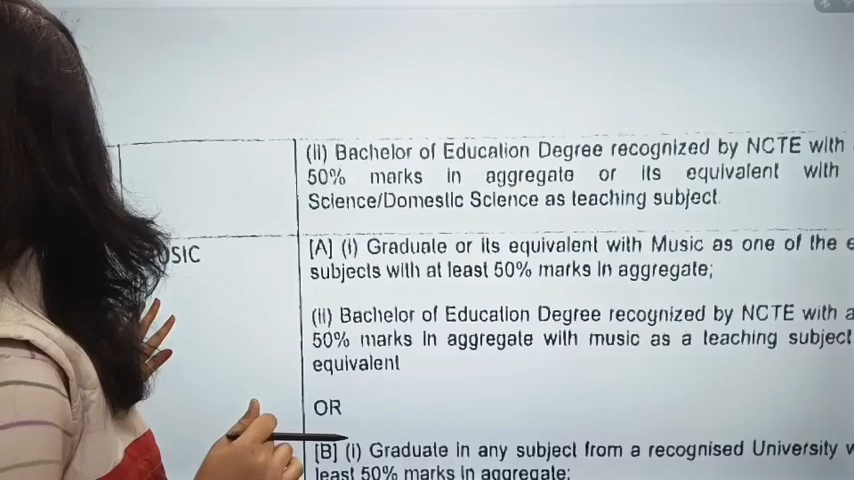 (ii) Bachelor of Education Degree recognized by NCTE with
50% marks in aggregate or its equivalent with
Science/Domestic Science as teaching subject.
[A] (i) Graduate or its equivalent with Music as one of the
subjects with at least 50% marks in aggregate;
(ii) Bachelor of Education Degree recognized by NCTE with a
50% marks in aggregate with music as a teaching subject
equivalent
OR
[B] (i) Graduate in any subject from a recognised University
least 50% marks in aggregate;